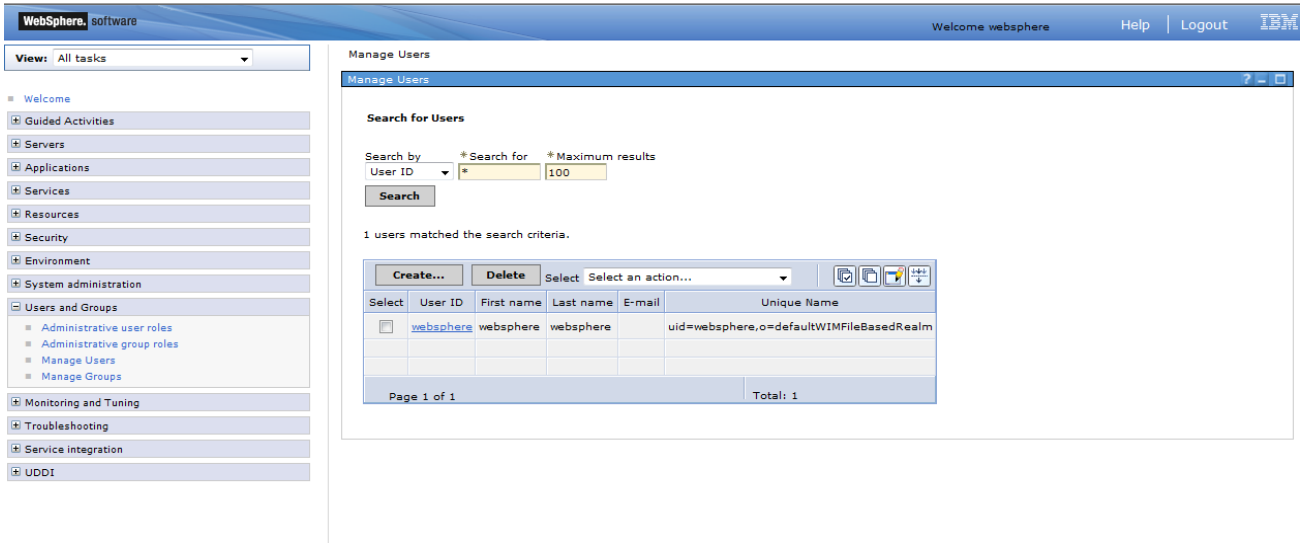 WebSphere. software
Welcome websphere Help Logout IBM
View: All tasks
Welcome
Guided Activities
Servers
Applications
Services
Resources
Security
Environment
System administration
Users and Groups
Administrative user roles
Administrative group roles
Manage Users
Manage Groups
Monitoring and Tuning
Troubleshooting
Service integration
UDDI
Manage Users
Manage Users ? –
Search for Users
Search by *Search for *Maximum results
User ID * 100
Search
1 users matched the search criteria.
Create... Delete Select Select an action...
Select User ID First name Last name E-mail Unique Name
websphere websphere websphere uid=websphere,o=defaultWIMFileBasedRealm
Page 1 of 1 Total: 1